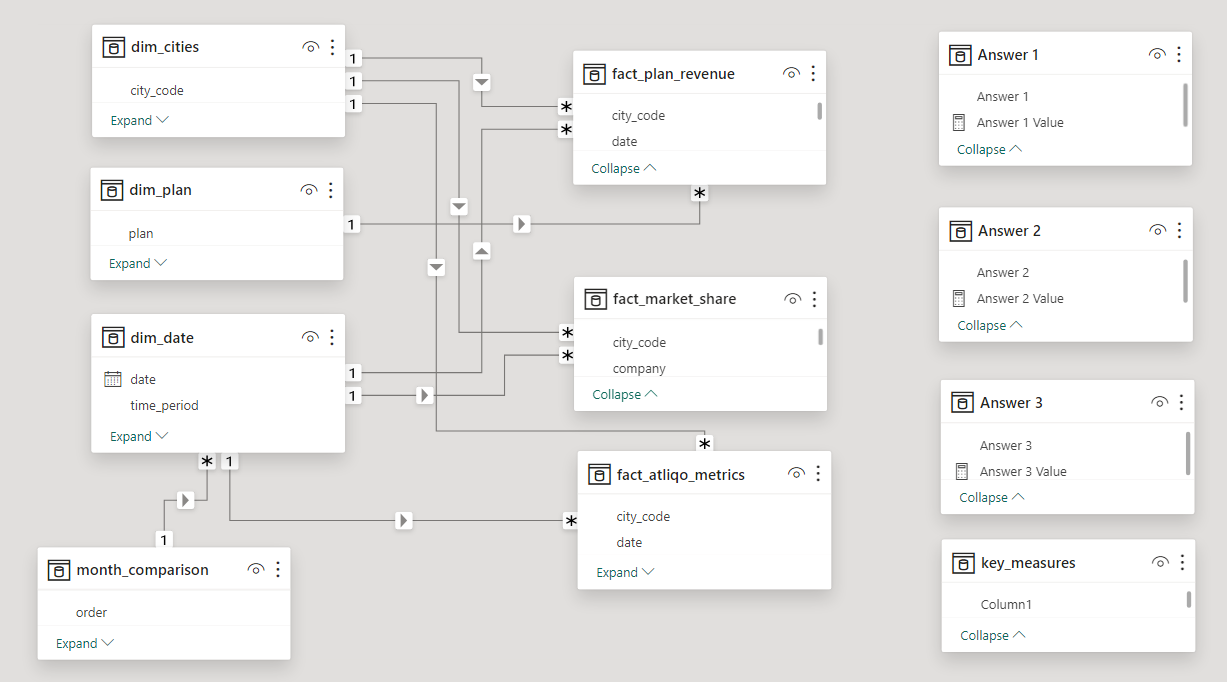 dim_cities
city_code
Expand
1
1
1
dim_plan
plan
Expand
1
dim_date
date
time_period
Expand
1
1
*
1
month_comparison
order
Expand
1
fact_plan_revenue
city_code
date
Collapse
*
*
*
fact_market_share
city_code
company
Collapse
*
*
fact_atliqo_metrics
city_code
date
Expand
*
*
Answer 1
Answer 1
Answer 1 Value
Collapse
Answer 2
Answer 2
Answer 2 Value
Collapse
Answer 3
Answer 3
Answer 3 Value
Collapse
key_measures
Column1
Collapse